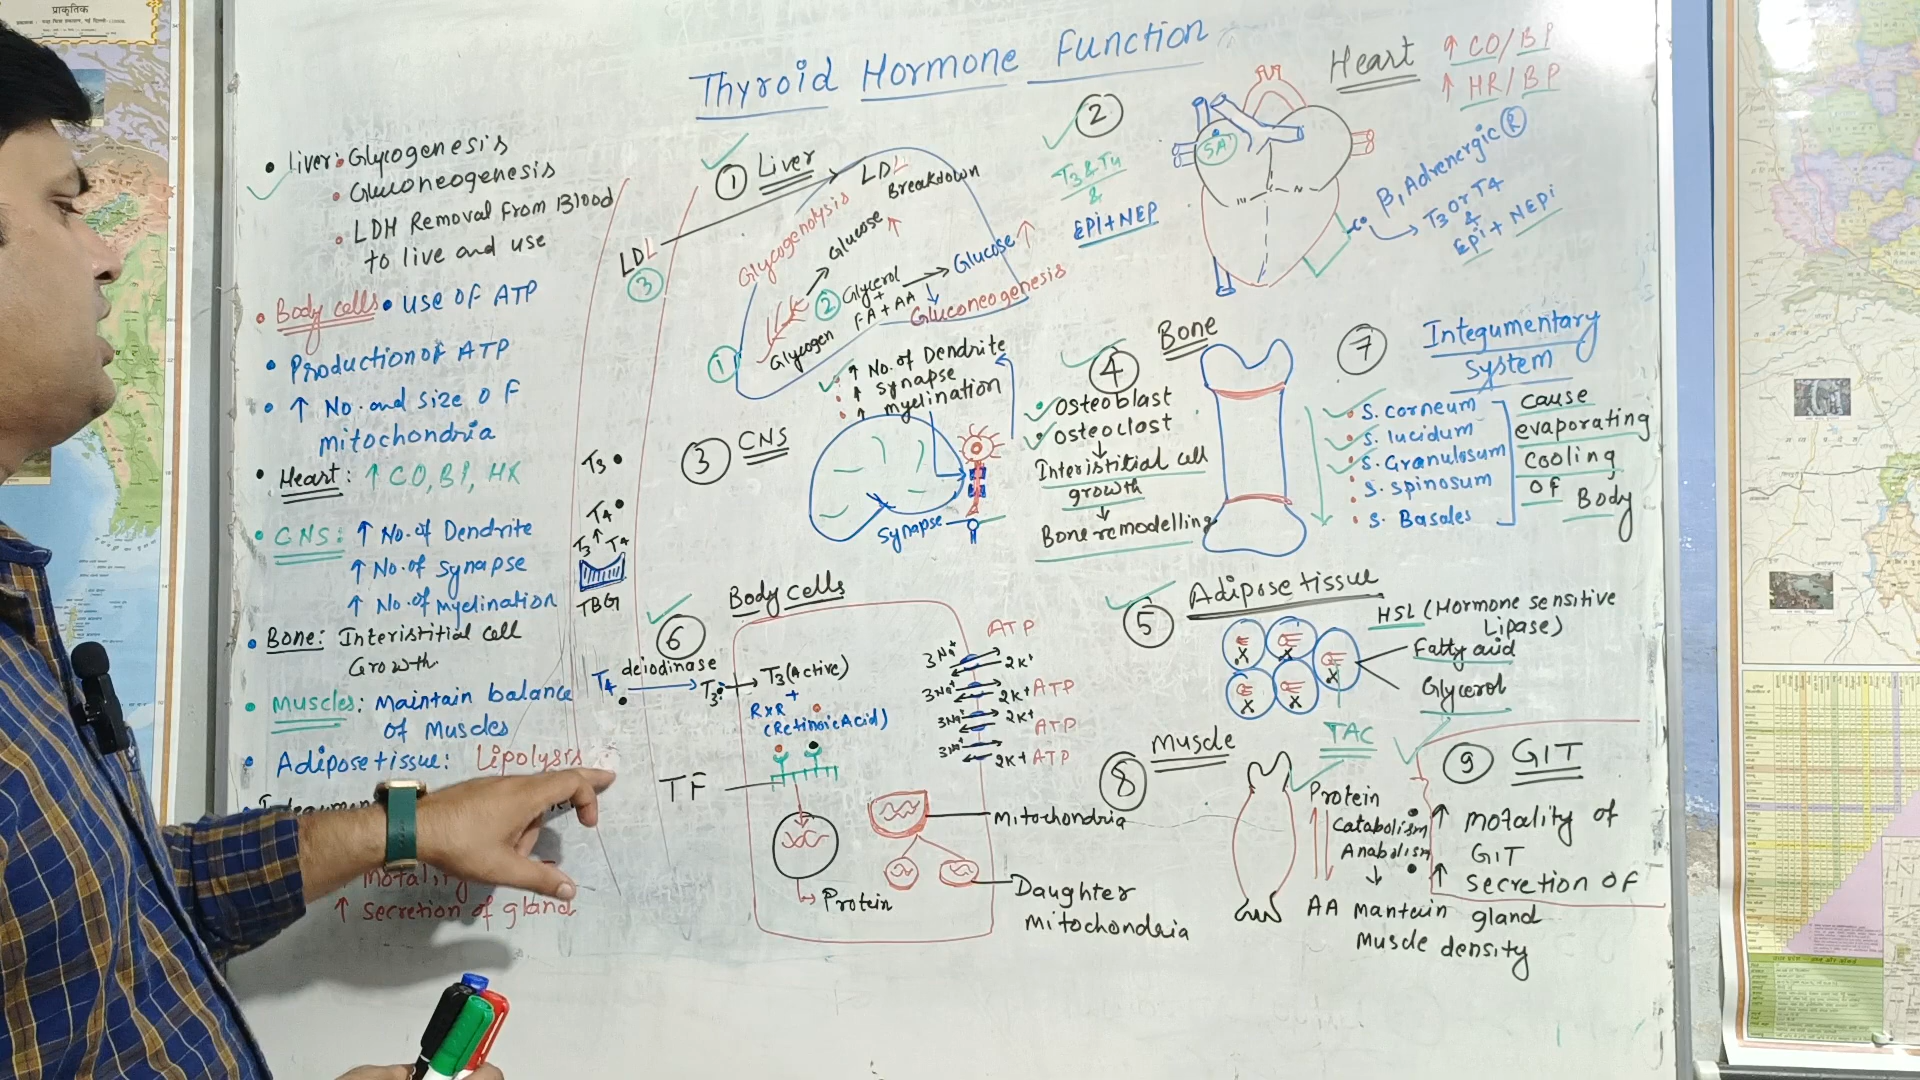 प्राकृतिक
Thyroid Hormone Function
• Liver: • Glycogenesis
• Gluconeogenesis
• LDH Removal From Blood
to live and use
• Body cells • use of ATP
• Production of ATP
• ↑ No. and size of
mitochondria
• Heart: ↑ CO, BP, HR
• CNS: ↑ No. of Dendrite
↑ No. of Synapse
↑ No. of Myelination
• Bone: Interistitial cell
Growth
• Muscles: Maintain balance
of Muscles
• Adipose tissue: Lipolysis
↑ Motality
↑ secretion of gland
① Liver
LDL
Breakdown
LDL
③
Glycogenolysis
Glucose ↑
② Glycerol
+
FA + AA
Glucose ↑
Gluconeogenesis
① Glycogen
T3 •
T4 •
T3 ↑ T4
TBG
②
T3 & T4
&
EPi + NEP
Heart
↑ CO/BP
↑ HR/BP
SA
β1 Adrenergic Ⓡ
T3 or T4
&
Epi + NEpi
③ CNS
↑ No. of Dendrite
↑ synapse
↑ myelination
synapse
④ Bone
• Osteoblast
• Osteoclast
↓
Interistitial cell
growth
↓
Bone remodelling
⑦ Integumentary
System
• S. corneum
• S. lucidum
• S. Granulosum
• S. spinosum
• S. Basales
cause
evaporating
cooling
of Body
⑥ Body cells
T4 deiodinase → T3 → T3 (Active)
+
RXR
(Retinoic Acid)
TF
Protein
Mitochondria
Daughter
mitochondria
ATP
3Na+ 2K+
3Na+ 2K+ ATP
3Na+ 2K+ ATP
3Na+ 2K+ ATP
⑤ Adipose tissue
HSL (Hormone sensitive
Lipase)
Fatty acid
Glycerol
TAC
⑧ Muscle
Protein
Catabolism
Anabolism
↓
AA mantain
Muscle density
⑨ GIT
↑ motality of
GIT
↑ secretion of
gland